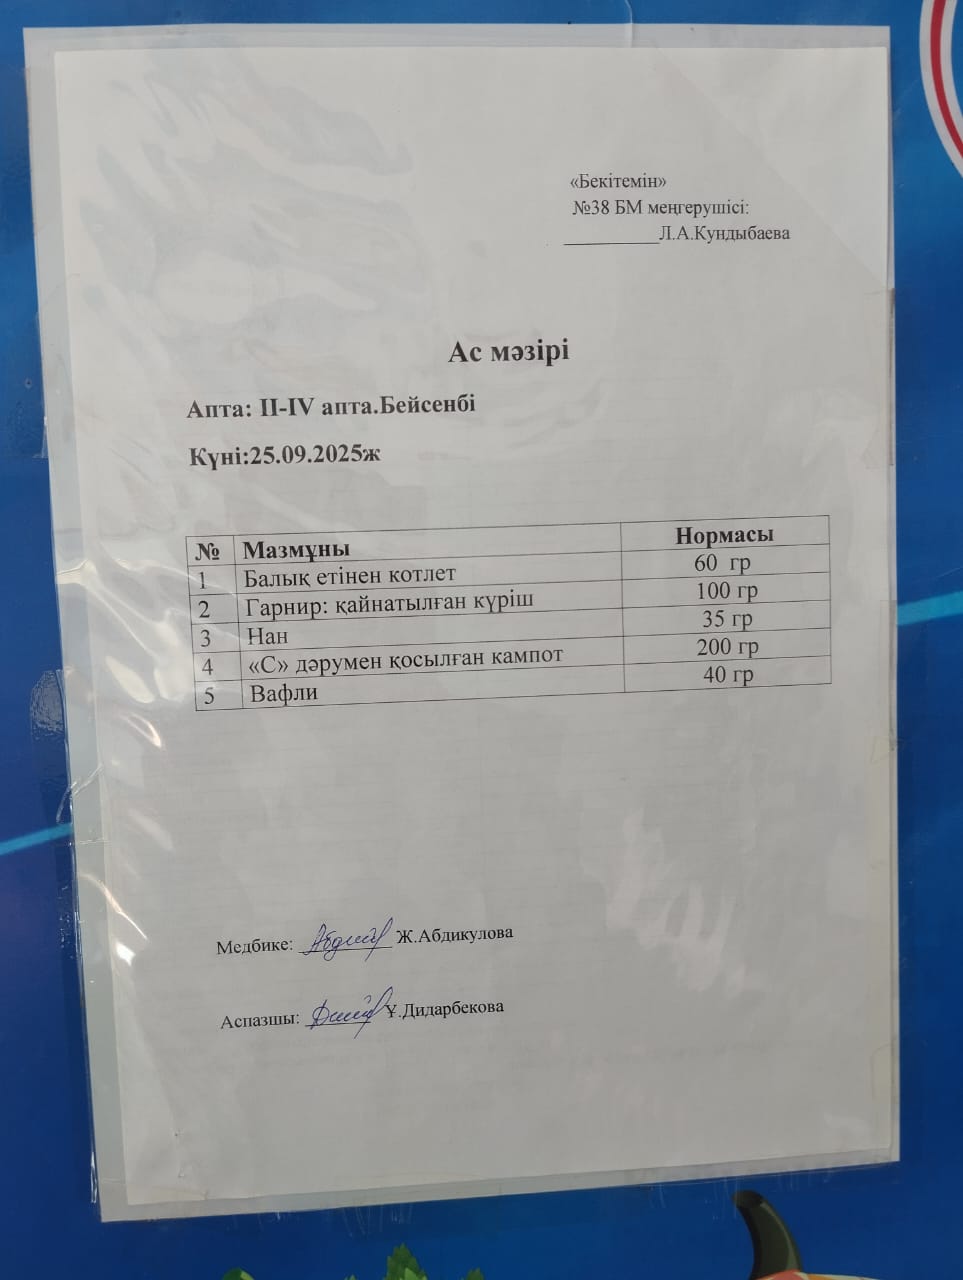 «Бекітемін»
№38 БМ меңгерушісі:
__________Л.А.Кундыбаева
Ас мәзірі
Апта: II-IV апта.Бейсенбі
Күні:25.09.2025ж
№ Мазмұны Нормасы
1 Балық етінен котлет 60 гр
2 Гарнир: қайнатылған күріш 100 гр
3 Нан 35 гр
4 «С» дәрумен қосылған кампот 200 гр
5 Вафли 40 гр
Медбике: __________ Ж.Абдикулова
Аспазшы: ________ Ұ.Дидарбекова